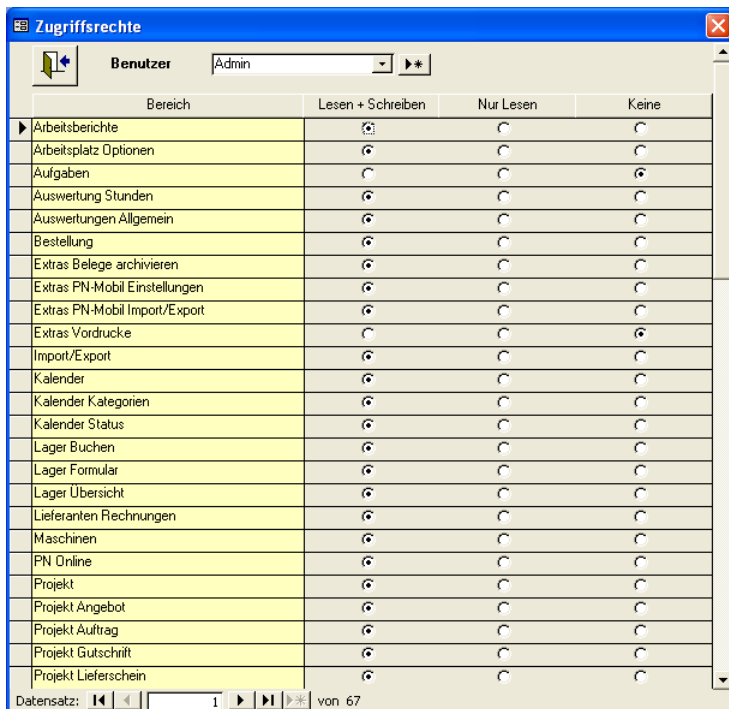 Zugriffsrechte
Benutzer Admin
Bereich Lesen + Schreiben Nur Lesen Keine
Arbeitsberichte
Arbeitsplatz Optionen
Aufgaben
Auswertung Stunden
Auswertungen Allgemein
Bestellung
Extras Belege archivieren
Extras PN-Mobil Einstellungen
Extras PN-Mobil Import/Export
Extras Vordrucke
Import/Export
Kalender
Kalender Kategorien
Kalender Status
Lager Buchen
Lager Formular
Lager Übersicht
Lieferanten Rechnungen
Maschinen
PN Online
Projekt
Projekt Angebot
Projekt Auftrag
Projekt Gutschrift
Projekt Lieferschein
Datensatz: 1 von 67